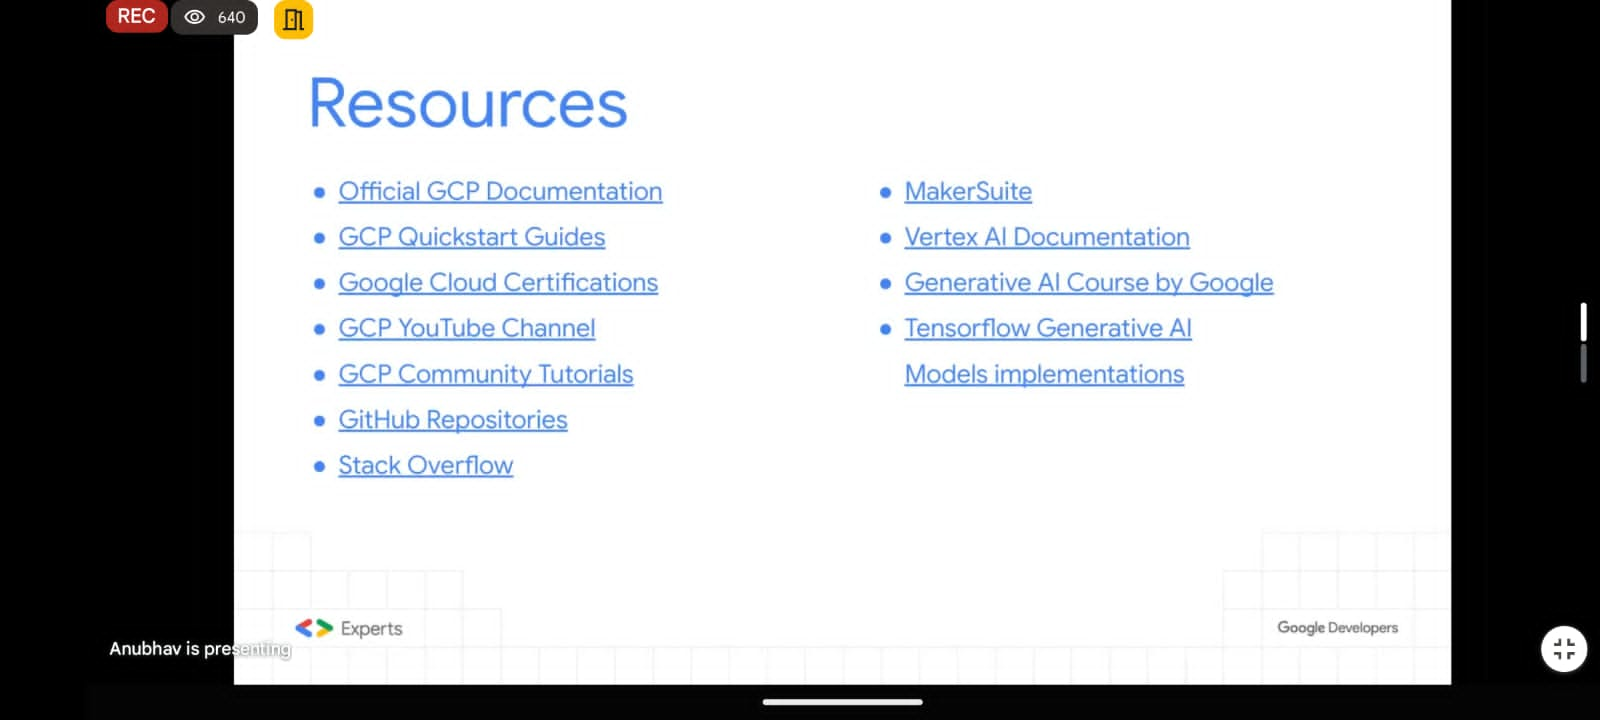 REC
640
Resources
Official GCP Documentation
GCP Quickstart Guides
Google Cloud Certifications
GCP YouTube Channel
GCP Community Tutorials
GitHub Repositories
Stack Overflow
MakerSuite
Vertex AI Documentation
Generative AI Course by Google
Tensorflow Generative AI
Models implementations
Experts
Google Developers
Anubhav is presenting